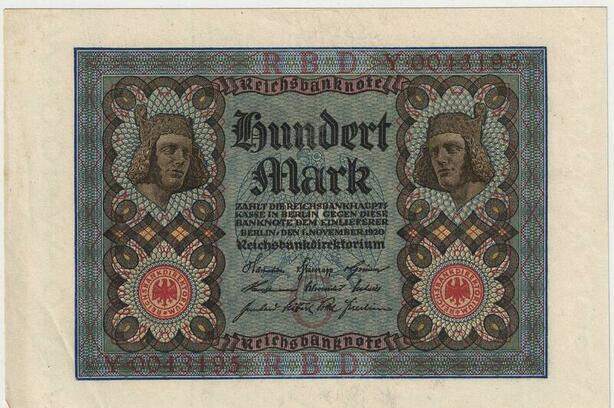 R B D Y·0043195
Reichsbanknote
Hundert
Mark
ZAHLT DIE REICHSBANKHAUPT-
KASSE IN BERLIN GEGEN DIESE
BANKNOTE DEM EINLIEFERER
BERLIN, DEN 1. NOVEMBER 1920
Reichsbankdirektorium
Reichsbanknote
Y·0043195 R B D